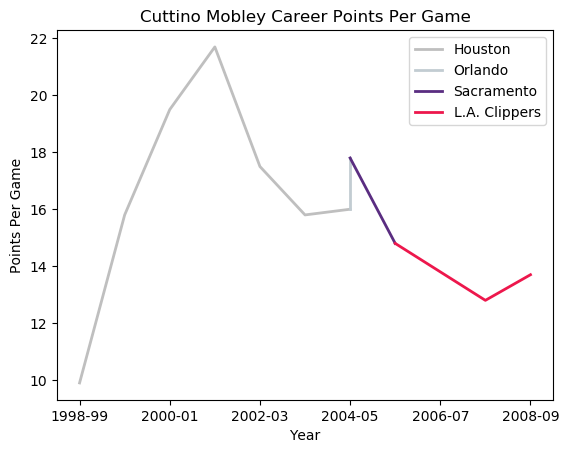 Cuttino Mobley Career Points Per Game
Houston
Orlando
Sacramento
L.A. Clippers
Points Per Game
22
20
18
16
14
12
10
1998-99
2000-01
2002-03
2004-05
2006-07
2008-09
Year